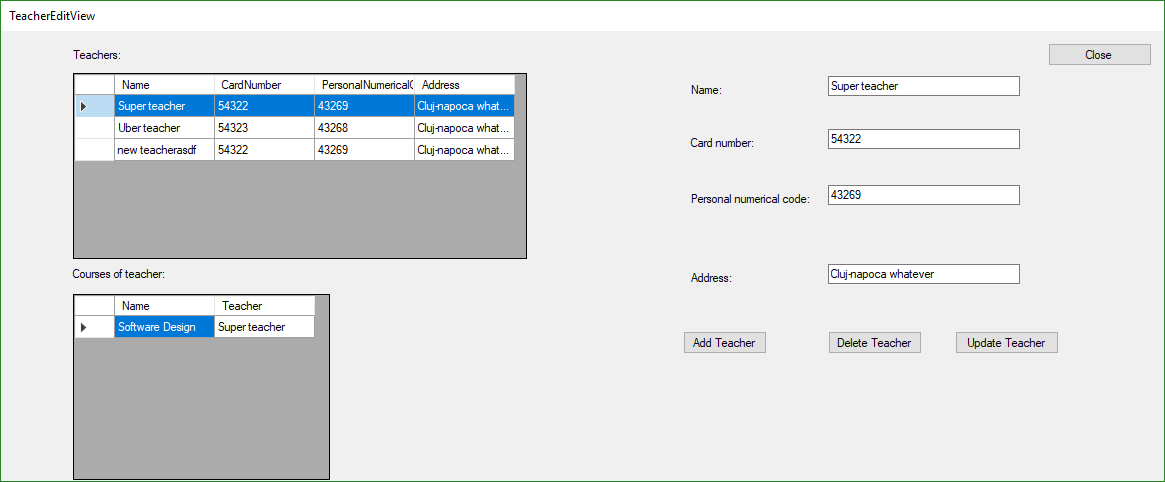 TeacherEditView
Teachers:
Close
Name CardNumber PersonalNumericalC Address
Super teacher 54322 43269 Cluj-napoca what...
Uber teacher 54323 43268 Cluj-napoca what...
new teacherasdf 54322 43269 Cluj-napoca what...
Name: Super teacher
Card number: 54322
Personal numerical code: 43269
Address: Cluj-napoca whatever
Add Teacher Delete Teacher Update Teacher
Courses of teacher:
Name Teacher
Software Design Super teacher